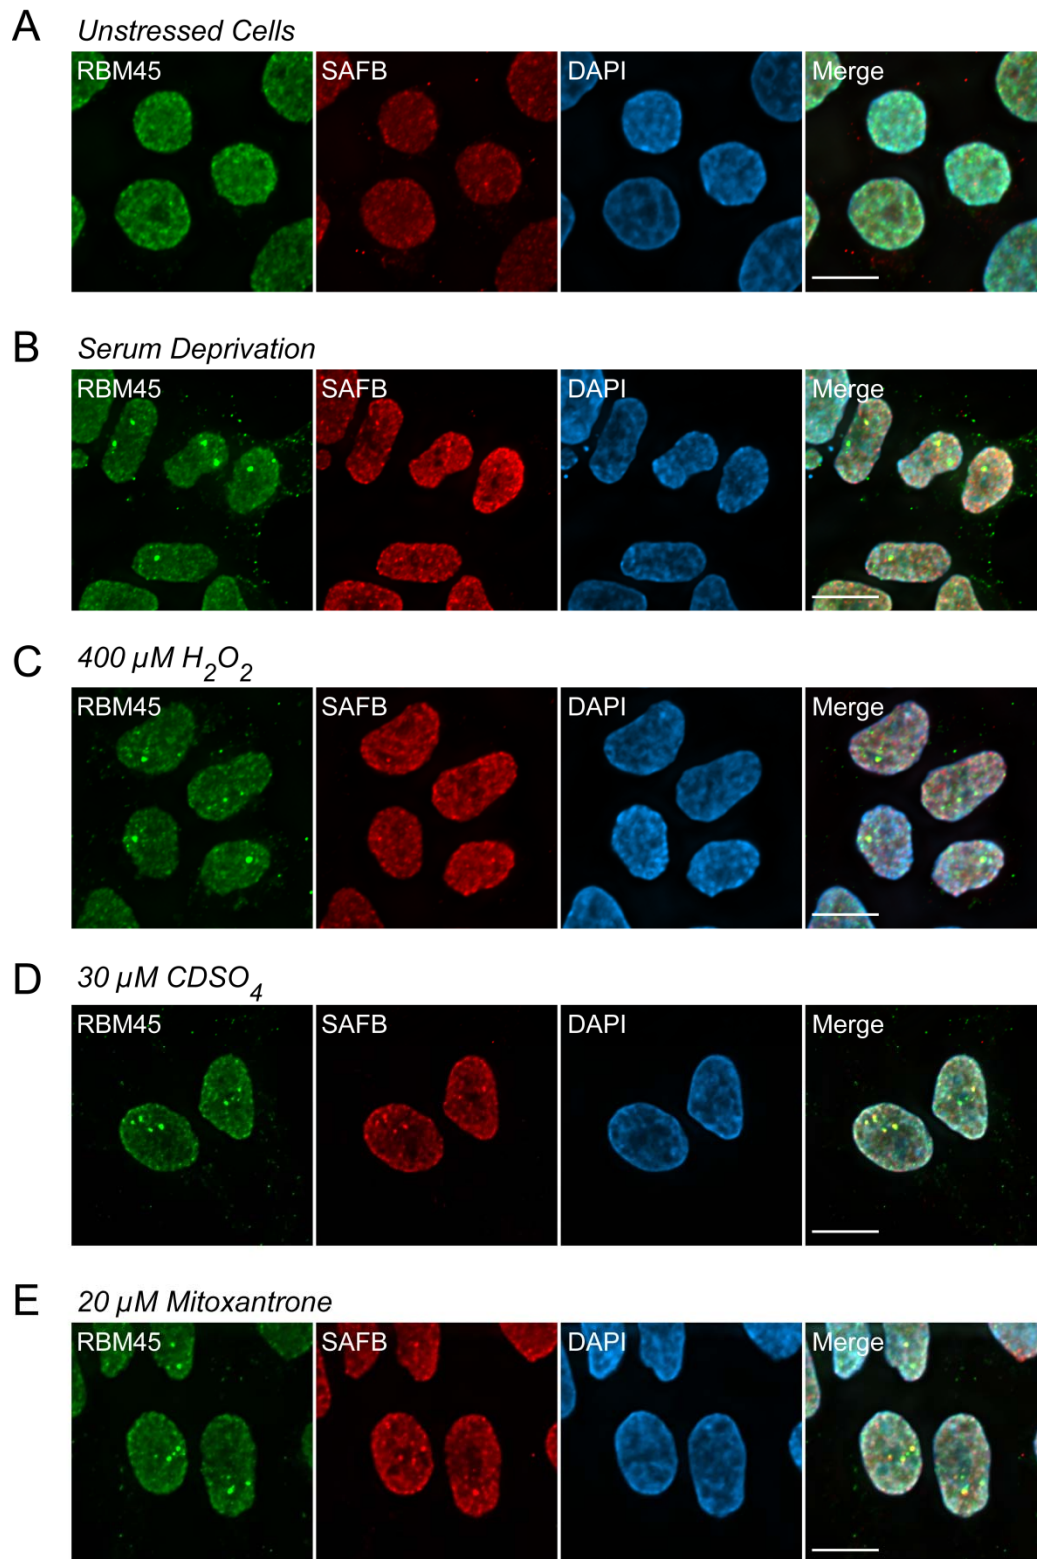 A Unstressed Cells
RBM45 SAFB DAPI Merge
B Serum Deprivation
RBM45 SAFB DAPI Merge
C 400 µM H2O2
RBM45 SAFB DAPI Merge
D 30 µM CDSO4
RBM45 SAFB DAPI Merge
E 20 µM Mitoxantrone
RBM45 SAFB DAPI Merge